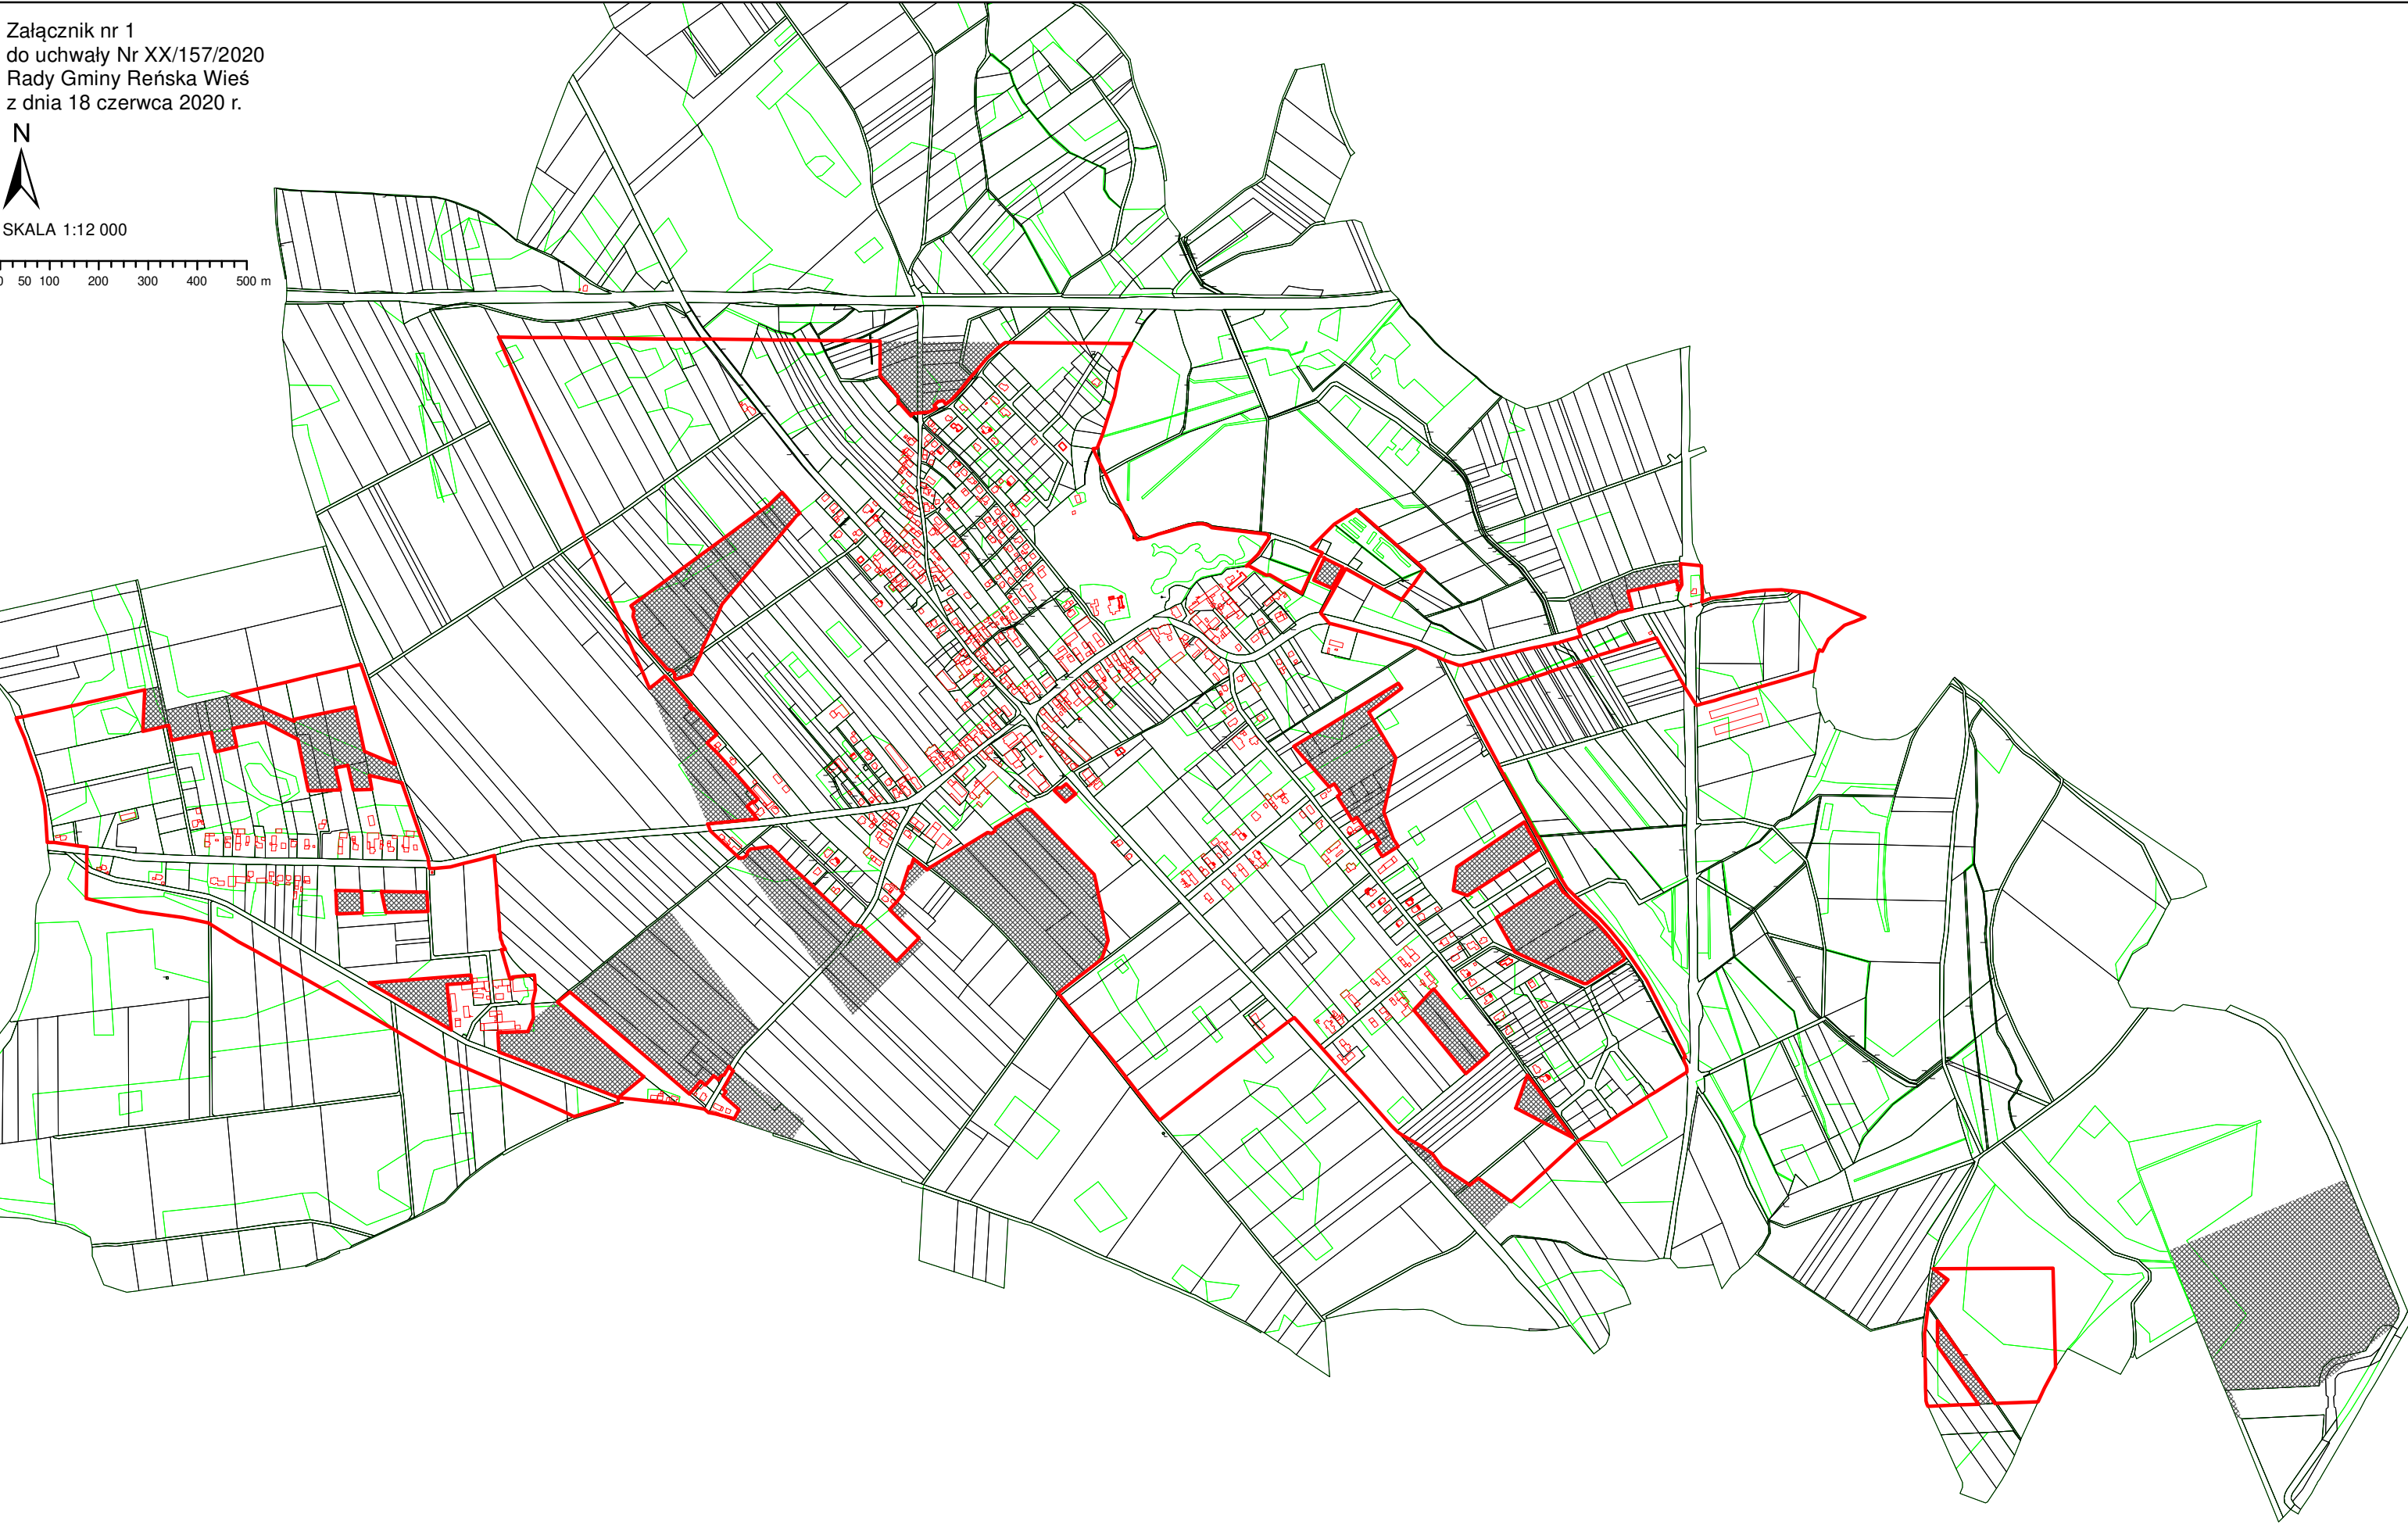 Załącznik nr 1
do uchwały Nr XX/157/2020
Rady Gminy Reńska Wieś
z dnia 18 czerwca 2020 r.
N
SKALA 1:12 000
0 50 100 200 300 400 500 m